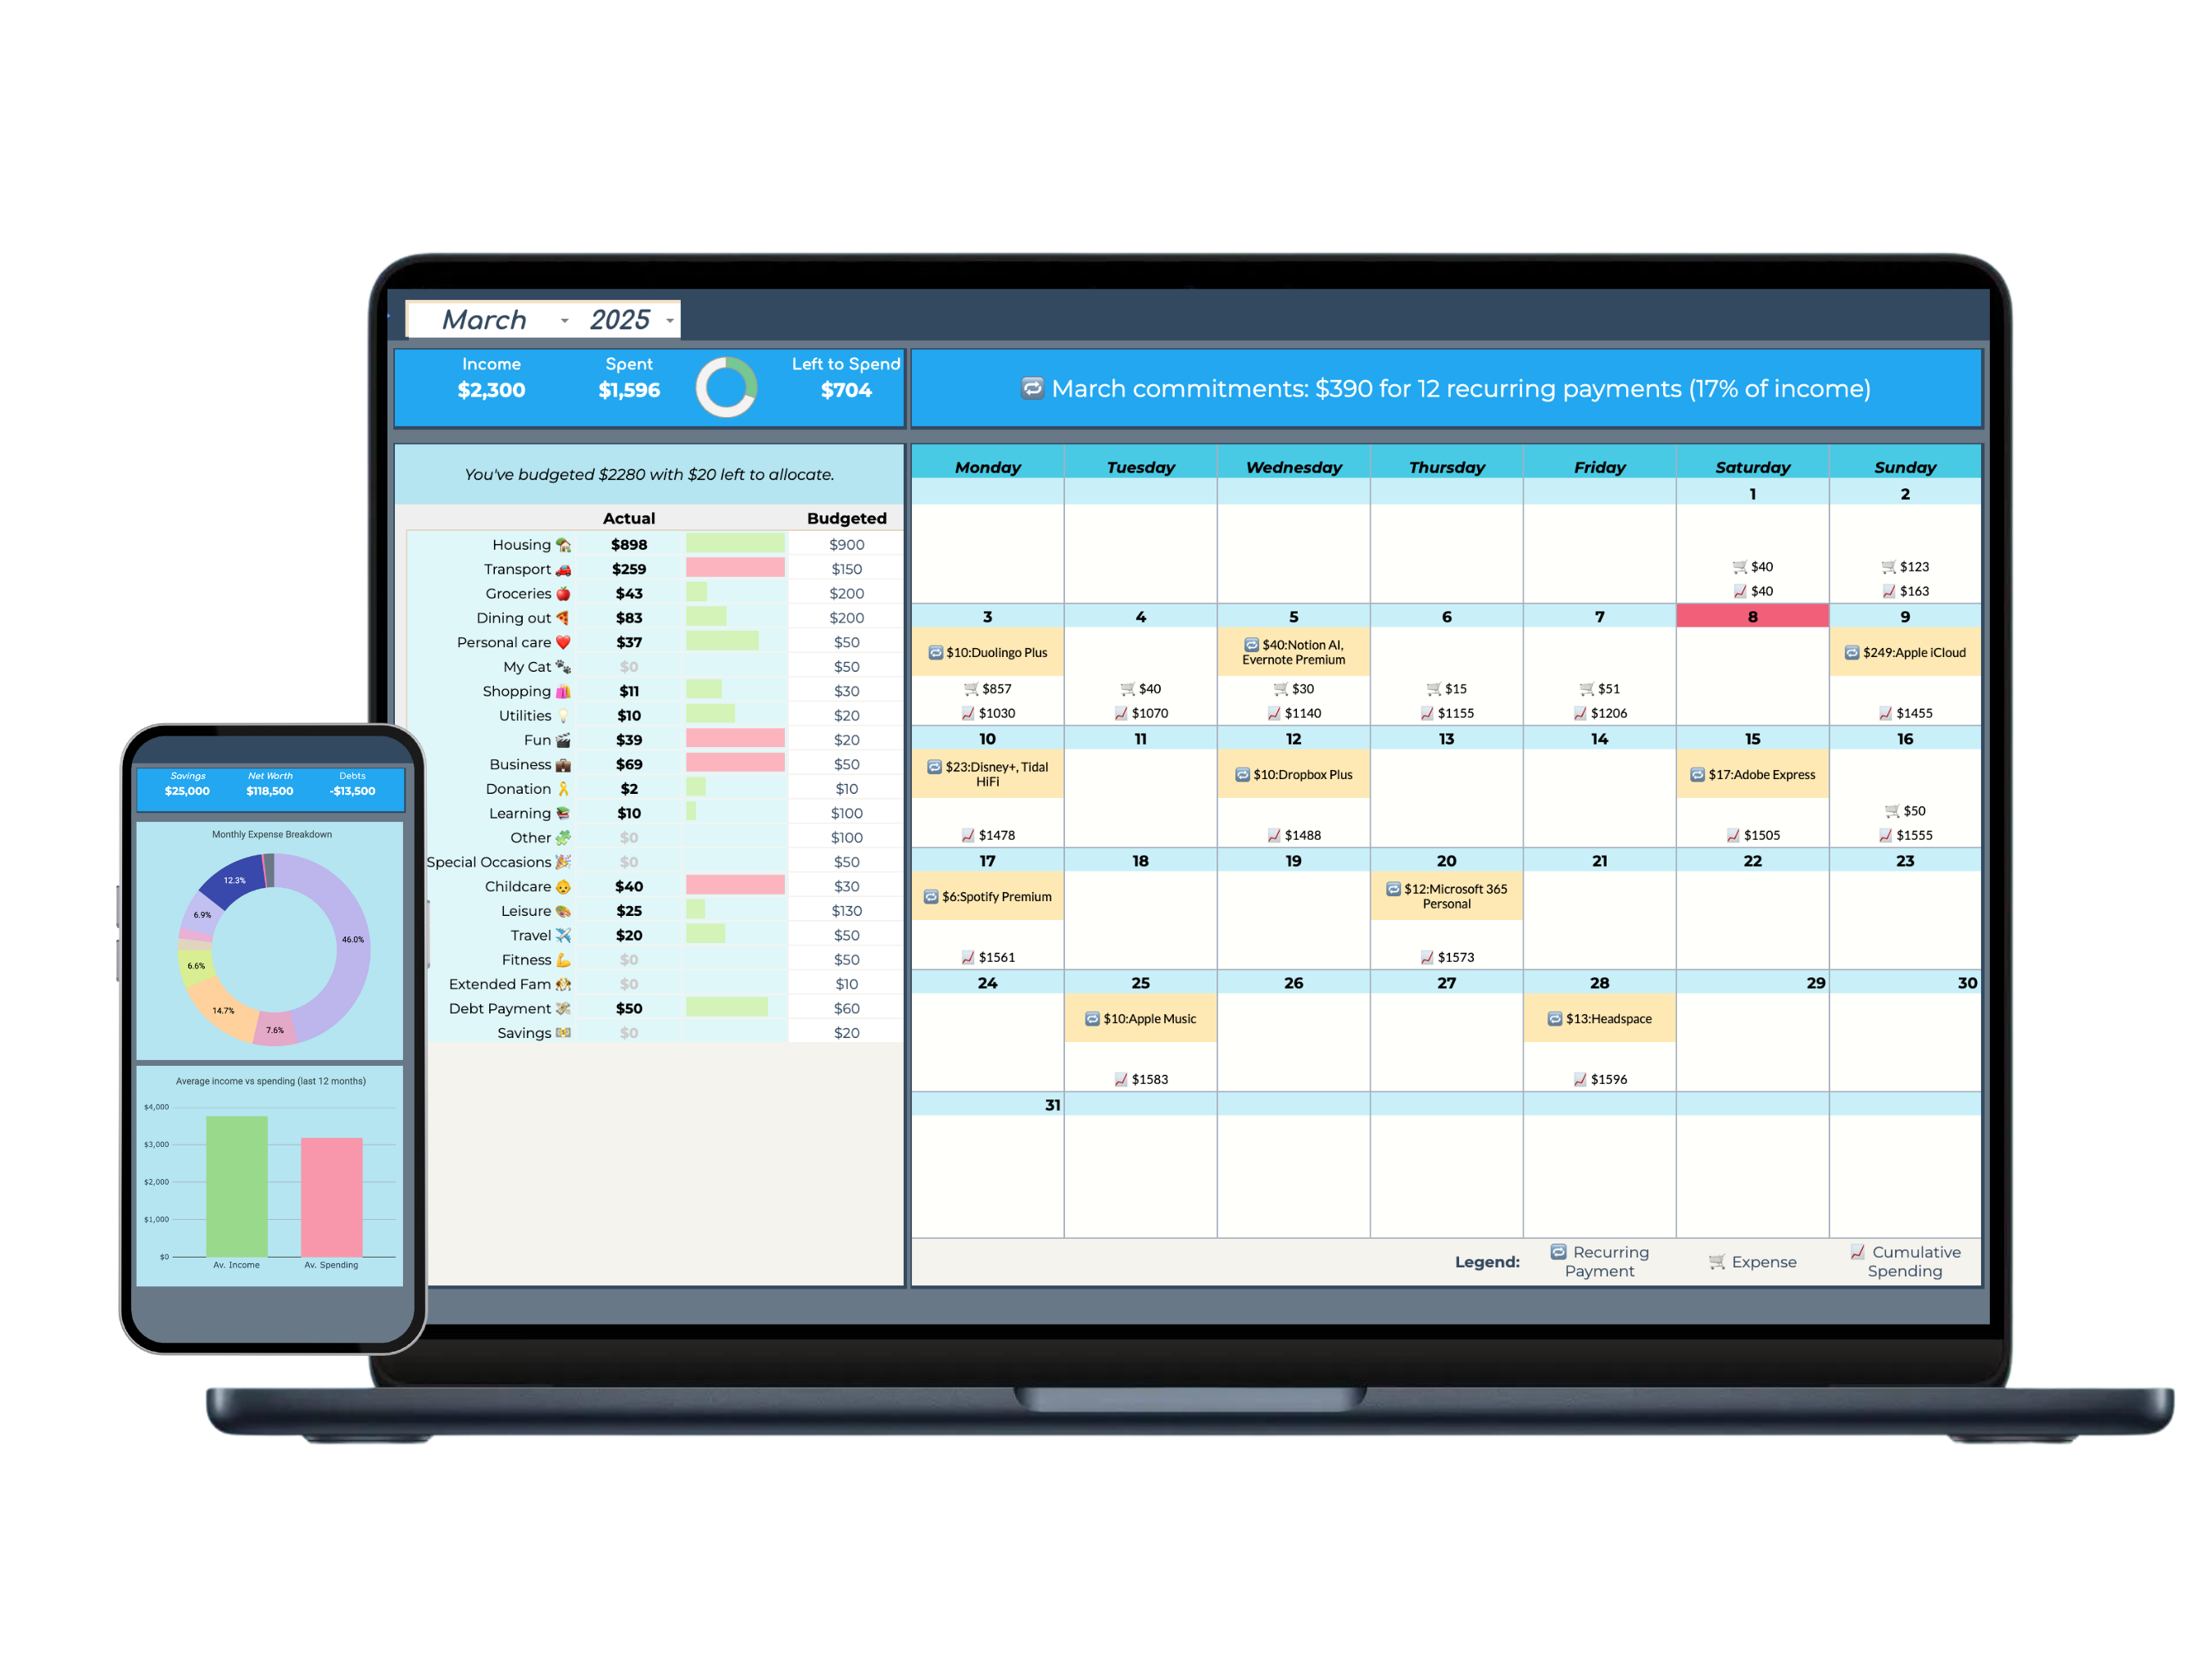 March 2025
Income Spent Left to Spend
$2,300 $1,596 $704
March commitments: $390 for 12 recurring payments (17% of income)
You've budgeted $2280 with $20 left to allocate.
Actual Budgeted
Housing $898 $900
Transport $259 $150
Groceries $43 $200
Dining out $83 $200
Personal care $37 $50
My Cat $0 $50
Shopping $11 $30
Utilities $10 $20
Fun $39 $20
Business $69 $50
Donation $2 $10
Learning $10 $100
Other $0 $100
Special Occasions $0 $50
Childcare $40 $30
Leisure $25 $130
Travel $20 $50
Fitness $0 $50
Extended Fam $0 $10
Debt Payment $50 $60
Savings $0 $20
Monday Tuesday Wednesday Thursday Friday Saturday Sunday
1 2
$40 $123
$40 $163
3 4 5 6 7 8 9
$10:Duolingo Plus $40:Notion AI, Evernote Premium $249:Apple iCloud
$857 $40 $30 $15 $51
$1030 $1070 $1140 $1155 $1206 $1455
10 11 12 13 14 15 16
$23:Disney+, Tidal HiFi $10:Dropbox Plus $17:Adobe Express
$50
$1478 $1488 $1505 $1555
17 18 19 20 21 22 23
$6:Spotify Premium $12:Microsoft 365 Personal
$1561 $1573
24 25 26 27 28 29 30
$10:Apple Music $13:Headspace
$1583 $1596
31
Legend: Recurring Payment Expense Cumulative Spending
Savings Net Worth Debts
$25,000 $118,500 -$13,500
Monthly Expense Breakdown
12.3%
6.9%
46.0%
6.6%
14.7%
7.6%
Average income vs spending (last 12 months)
$4,000
$3,000
$2,000
$1,000
$0
Av. Income Av. Spending